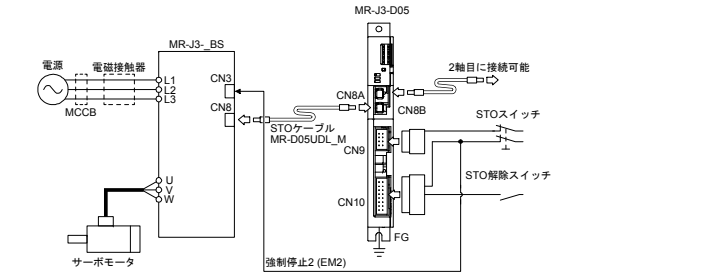 MR-J3-D05
MR-J3-_BS
電源
電磁接触器
L1
L2
L3
MCCB
CN3
CN8
STOケーブル
MR-D05UDL_M
CN8A
CN8B
2軸目に接続可能
STOスイッチ
CN9
STO解除スイッチ
CN10
U
V
W
FG
サーボモータ
強制停止2 (EM2)